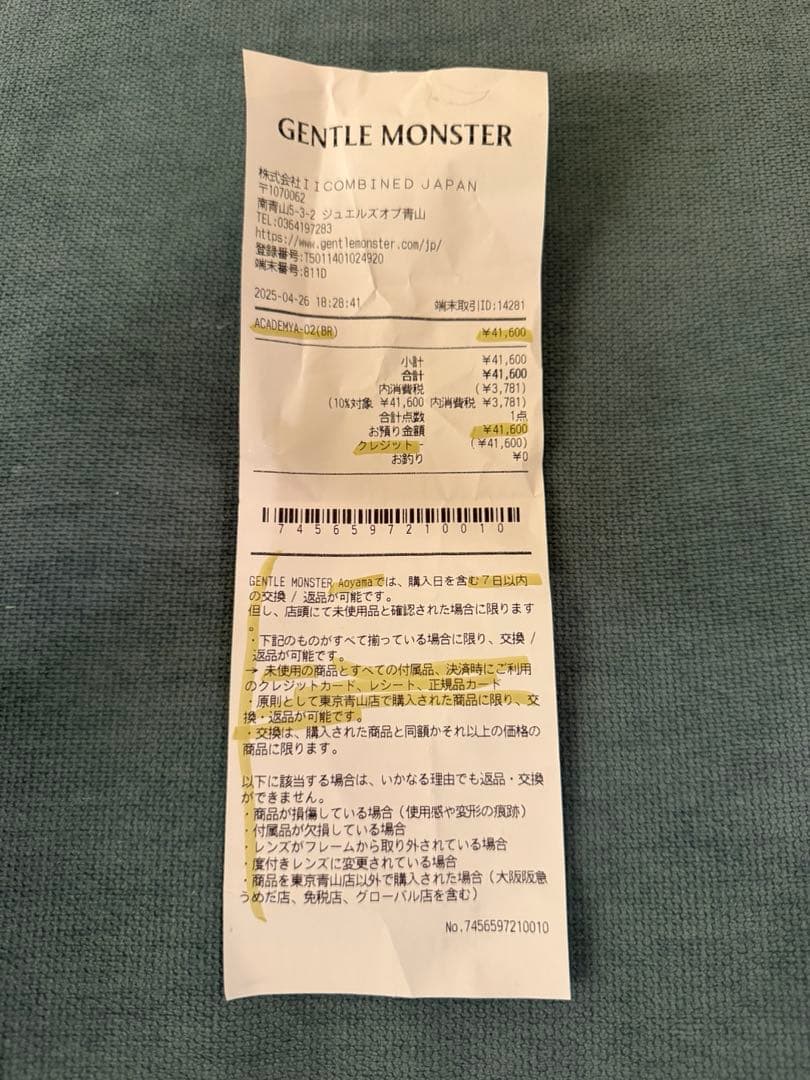 GENTLE MONSTER
株式会社IICOMBINED JAPAN
〒1070062
南青山5-3-2 ジュエルズオブ青山
TEL:0364197283
https://www.gentlemonster.com/jp/
登録番号:T5011401024920
端末番号:811D
2025-04-26 18:28:41 端末取引ID:14281
ACADEMYA-02(BR) ¥41,600
小計 ¥41,600
合計 ¥41,600
内消費税 (¥3,781)
(10%対象 ¥41,600 内消費税 ¥3,781)
合計点数 1点
お預り金額 ¥41,600
クレジット - (¥41,600)
お釣り ¥0
7456597210010
GENTLE MONSTER Aoyamaでは、購入日を含む7日以内
の交換 / 返品が可能です。
但し、店頭にて未使用品と確認された場合に限ります
。
・下記のものがすべて揃っている場合に限り、交換 /
返品が可能です。
→ 未使用の商品とすべての付属品、決済時にご利用
のクレジットカード、レシート、正規品カード
・原則として東京青山店で購入された商品に限り、交
換・返品が可能です。
・交換は、購入された商品と同額かそれ以上の価格の
商品に限ります。
以下に該当する場合は、いかなる理由でも返品・交換
ができません。
・商品が損傷している場合（使用感や変形の痕跡）
・付属品が欠損している場合
・レンズがフレームから取り外されている場合
・度付きレンズに変更されている場合
・商品を東京青山店以外で購入された場合（大阪阪急
うめだ店、免税店、グローバル店を含む）
No.7456597210010